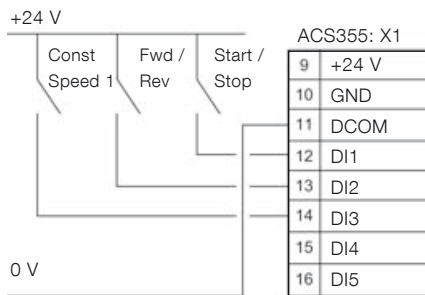 +24 V
Const Speed 1
Fwd / Rev
Start / Stop
0 V
ACS355: X1
9 +24 V
10 GND
11 DCOM
12 DI1
13 DI2
14 DI3
15 DI4
16 DI5